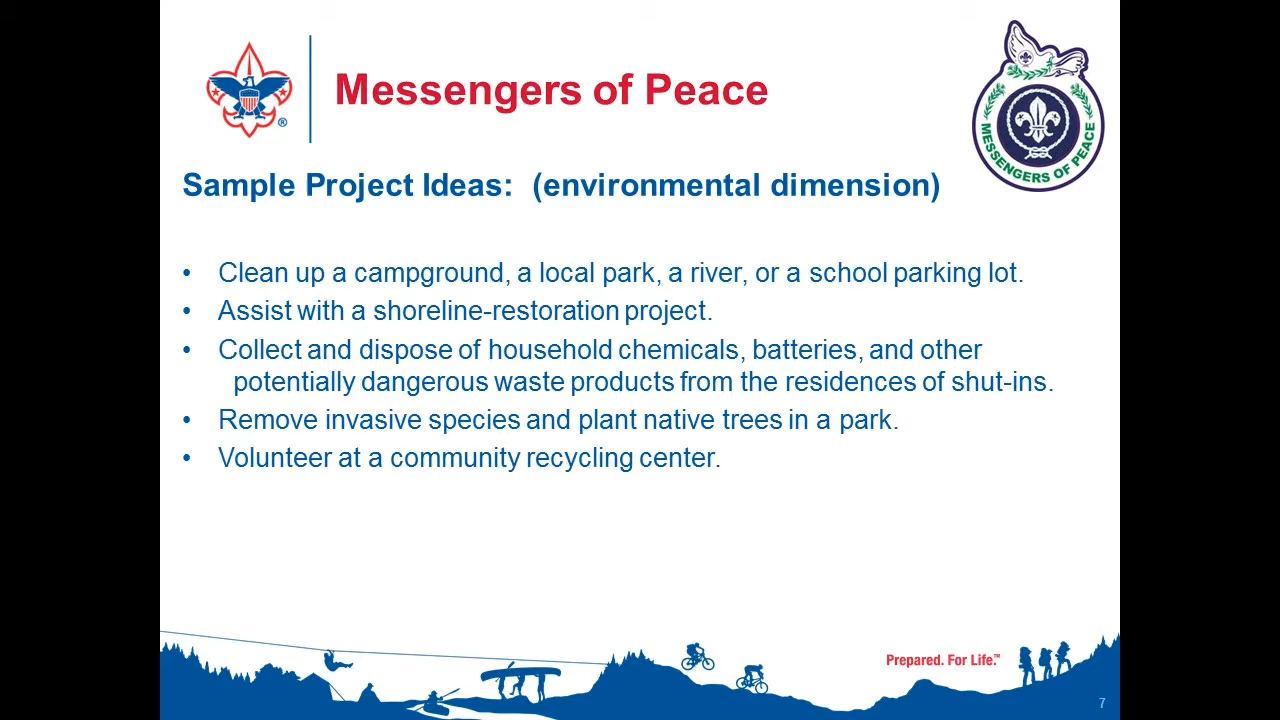 Messengers of Peace
MESSENGERS OF PEACE
Sample Project Ideas:  (environmental dimension)
• Clean up a campground, a local park, a river, or a school parking lot.
• Assist with a shoreline-restoration project.
• Collect and dispose of household chemicals, batteries, and other
potentially dangerous waste products from the residences of shut-ins.
• Remove invasive species and plant native trees in a park.
• Volunteer at a community recycling center.
Prepared. For Life.™
7